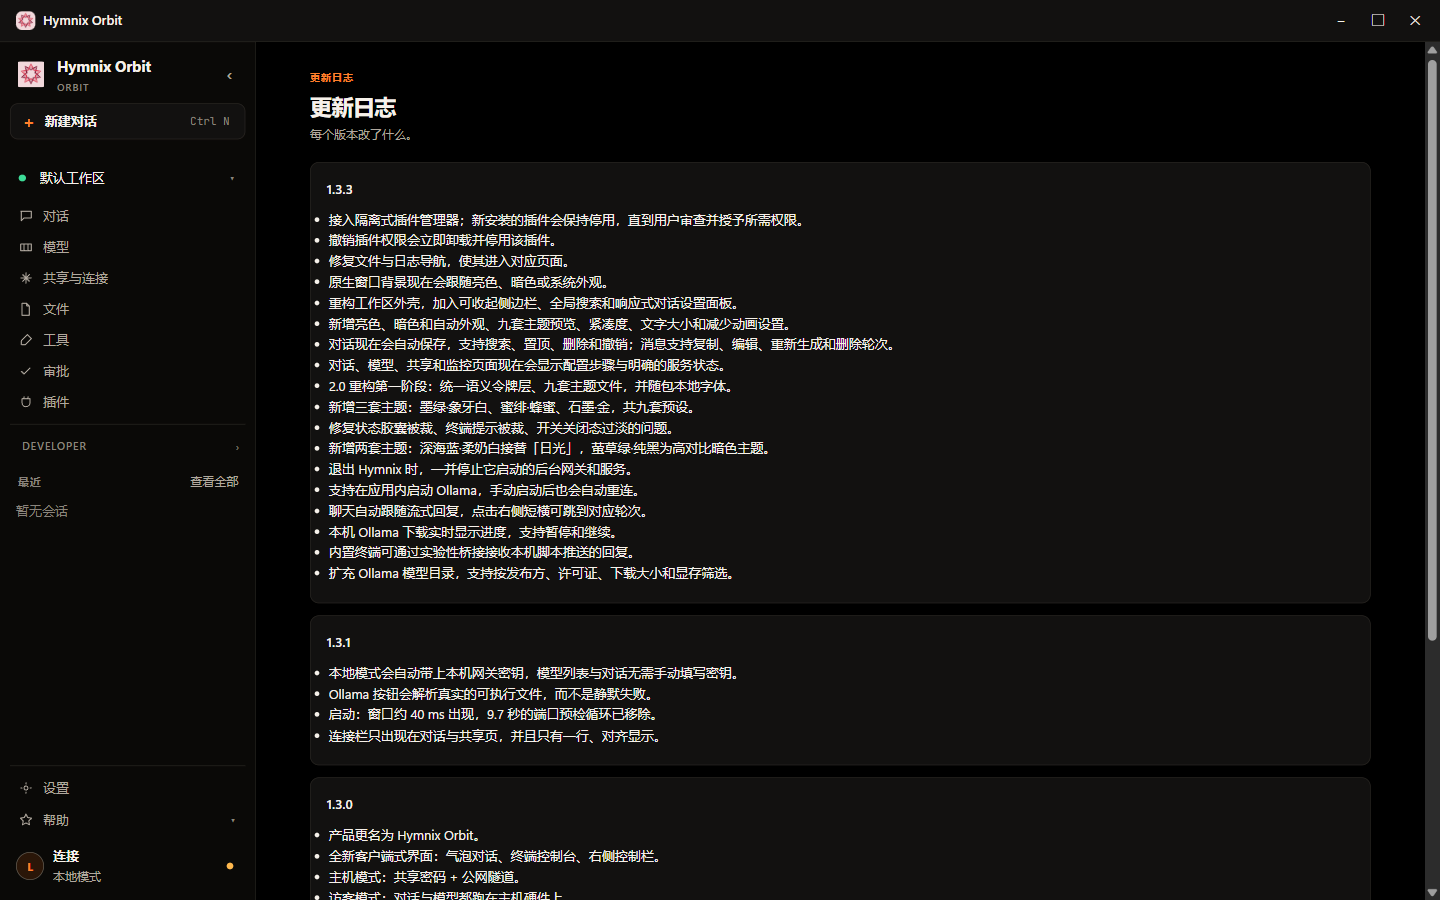 Hymnix Orbit
Hymnix Orbit
ORBIT
+ 新建对话 Ctrl N
默认工作区
对话
模型
共享与连接
文件
工具
审批
插件
DEVELOPER
最近 查看全部
暂无会话
设置
帮助
L
连接
本地模式
更新日志
更新日志
每个版本改了什么。
1.3.3
• 接入隔离式插件管理器；新安装的插件会保持停用，直到用户审查并授予所需权限。
• 撤销插件权限会立即卸载并停用该插件。
• 修复文件与日志导航，使其进入对应页面。
• 原生窗口背景现在会跟随亮色、暗色或系统外观。
• 重构工作区外壳，加入可收起侧边栏、全局搜索和响应式对话设置面板。
• 新增亮色、暗色和自动外观、九套主题预览、紧凑度、文字大小和减少动画设置。
• 对话现在会自动保存，支持搜索、置顶、删除和撤销；消息支持复制、编辑、重新生成和删除轮次。
• 对话、模型、共享和监控页面现在会显示配置步骤与明确的服务状态。
• 2.0 重构第一阶段：统一语义令牌层、九套主题文件，并随包本地字体。
• 新增三套主题：墨绿·象牙白、蜜绯·蜂蜜、石墨·金，共九套预设。
• 修复状态胶囊被裁、终端提示被裁、开关关闭态过淡的问题。
• 新增两套主题：深海蓝·柔奶白接替「日光」，萤草绿·纯黑为高对比暗色主题。
• 退出 Hymnix 时，一并停止它启动的后台网关和服务。
• 支持在应用内启动 Ollama，手动启动后也会自动重连。
• 聊天自动跟随流式回复，点击右侧短横可跳到对应轮次。
• 本机 Ollama 下载实时显示进度，支持暂停和继续。
• 内置终端可通过实验性桥接接收本机脚本推送的回复。
• 扩充 Ollama 模型目录，支持按发布方、许可证、下载大小和显存筛选。
1.3.1
• 本地模式会自动带上本机网关密钥，模型列表与对话无需手动填写密钥。
• Ollama 按钮会解析真实的可执行文件，而不是静默失败。
• 启动：窗口约 40 ms 出现，9.7 秒的端口预检循环已移除。
• 连接栏只出现在对话与共享页，并且只有一行、对齐显示。
1.3.0
• 产品更名为 Hymnix Orbit。
• 全新客户端式界面：气泡对话、终端控制台、右侧控制栏。
• 主机模式：共享密码 + 公网隧道。
• 访客模式：对话与模型都跑在主机硬件上